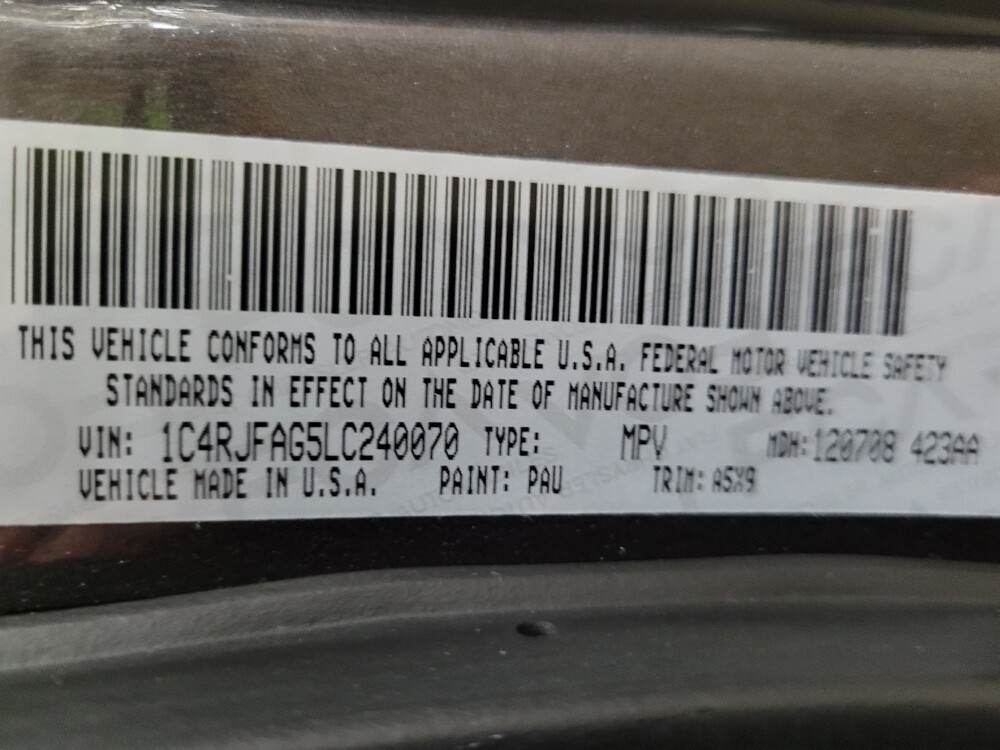 THIS VEHICLE CONFORMS TO ALL APPLICABLE U.S.A. FEDERAL MOTOR VEHICLE SAFETY
STANDARDS IN EFFECT ON THE DATE OF MANUFACTURE SHOWN ABOVE.
VIN: 1C4RJFAG5LC240070 TYPE: MPV MDH:120708 423AA
VEHICLE MADE IN U.S.A. PAINT: PAU TRIM: A5X9